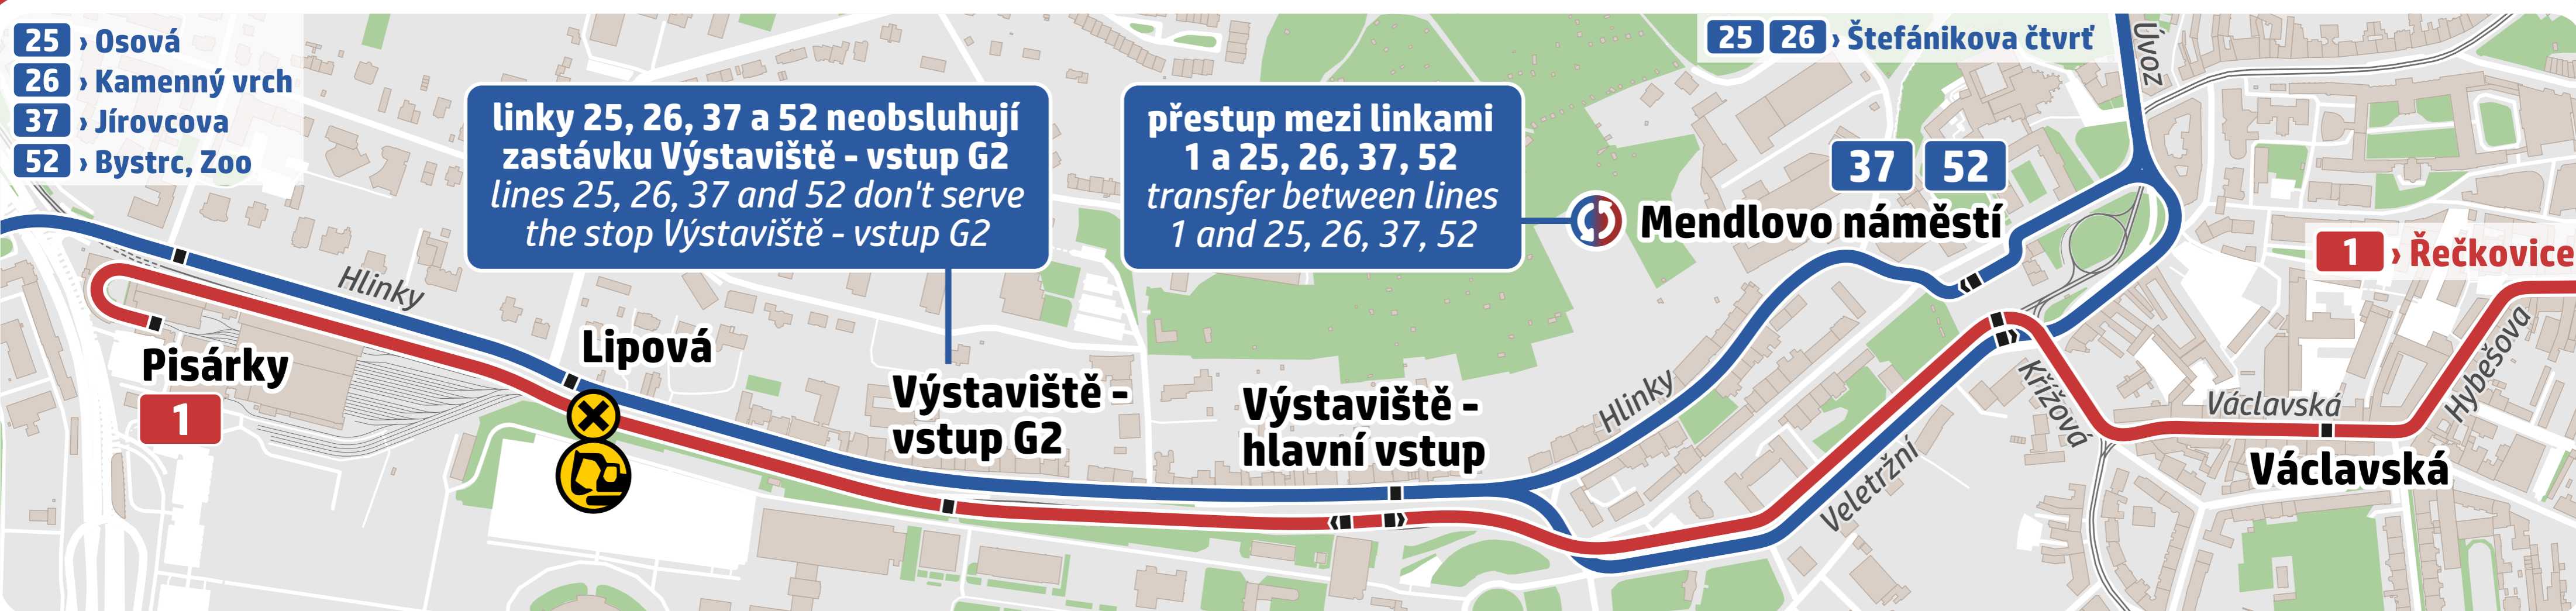 25 › Osová
26 › Kamenný vrch
37 › Jírovcova
52 › Bystrc, Zoo
linky 25, 26, 37 a 52 neobsluhují
zastávku Výstaviště - vstup G2
lines 25, 26, 37 and 52 don't serve
the stop Výstaviště - vstup G2
přestup mezi linkami
1 a 25, 26, 37, 52
transfer between lines
1 and 25, 26, 37, 52
25 26 › Štefánikova čtvrť
Úvoz
37 52
Mendlovo náměstí
1 › Řečkovice
Hlinky
Pisárky
1
Lipová
Výstaviště -
vstup G2
Výstaviště -
hlavní vstup
Hlinky
Veletržní
Křížová
Václavská
Hybešova
Václavská